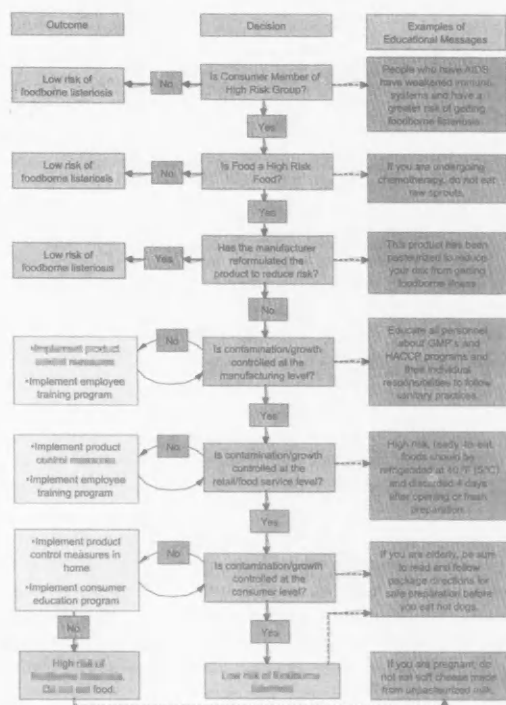 Outcome
Decision
Examples of
Educational Messages
Low risk of
foodborne listeriosis
No
Is Consumer Member of
High Risk Group?
People who have AIDS
have weakened immune
systems and have a
greater risk of getting
foodborne listeriosis.
Yes
Low risk of
foodborne listeriosis
No
Is Food a High Risk
Food?
If you are undergoing
chemotherapy, do not eat
raw sprouts.
Yes
Low risk of
foodborne listeriosis
Yes
Has the manufacturer
reformulated the
product to reduce risk?
This product has been
pasteurized to reduce
your risk from getting
foodborne illness
No
•Implement product
control measures
•Implement employee
training program
No
Is contamination/growth
controlled at the
manufacturing level?
Educate all personnel
about GMP's and
HACCP programs and
their individual
responsibilities to follow
sanitary practices.
Yes
•Implement product
control measures
•Implement employee
training program
No
Is contamination/growth
controlled at the
retail/food service level?
High risk, ready-to-eat
foods should be
refrigerated at 40 °F (5°C)
and discarded 4 days
after opening or fresh
preparation.
Yes
•Implement product
control measures in
home
•Implement consumer
education program
No
Is contamination/growth
controlled at the
consumer level?
If you are elderly, be sure
to read and follow
package directions for
safe preparation before
you eat hot dogs.
No
Yes
High risk of
foodborne listeriosis.
Do not eat food.
Low risk of foodborne
listeriosis
If you are pregnant, do
not eat soft cheese made
from unpasteurized milk.